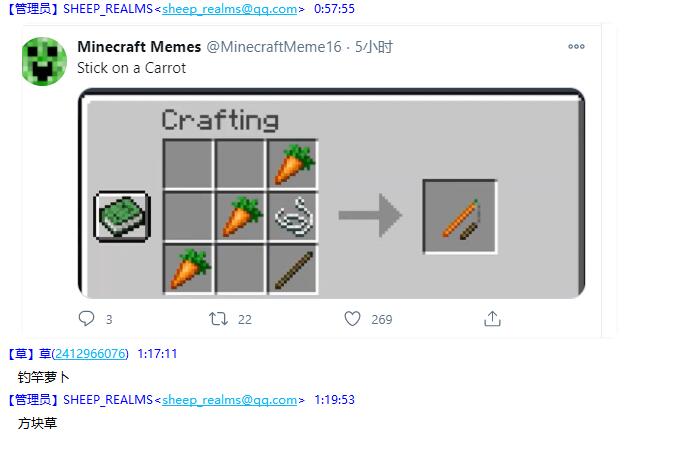 【管理员】SHEEP_REALMS<sheep_realms@qq.com> 0:57:55
Minecraft Memes @MinecraftMeme16 · 5小时
Stick on a Carrot
Crafting
3 22 269
【草】草(2412966076) 1:17:11
钓竿萝卜
【管理员】SHEEP_REALMS<sheep_realms@qq.com> 1:19:53
方块草